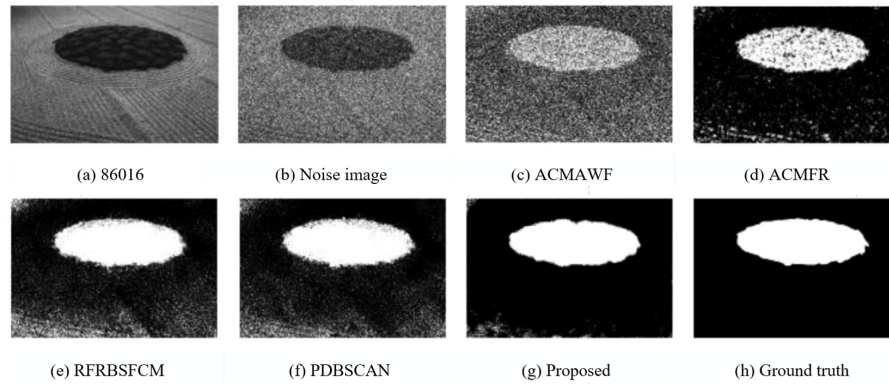 (a) 86016
(b) Noise image
(c) ACMAWF
(d) ACMFR
(e) RFRBSFCM
(f) PDBSCAN
(g) Proposed
(h) Ground truth